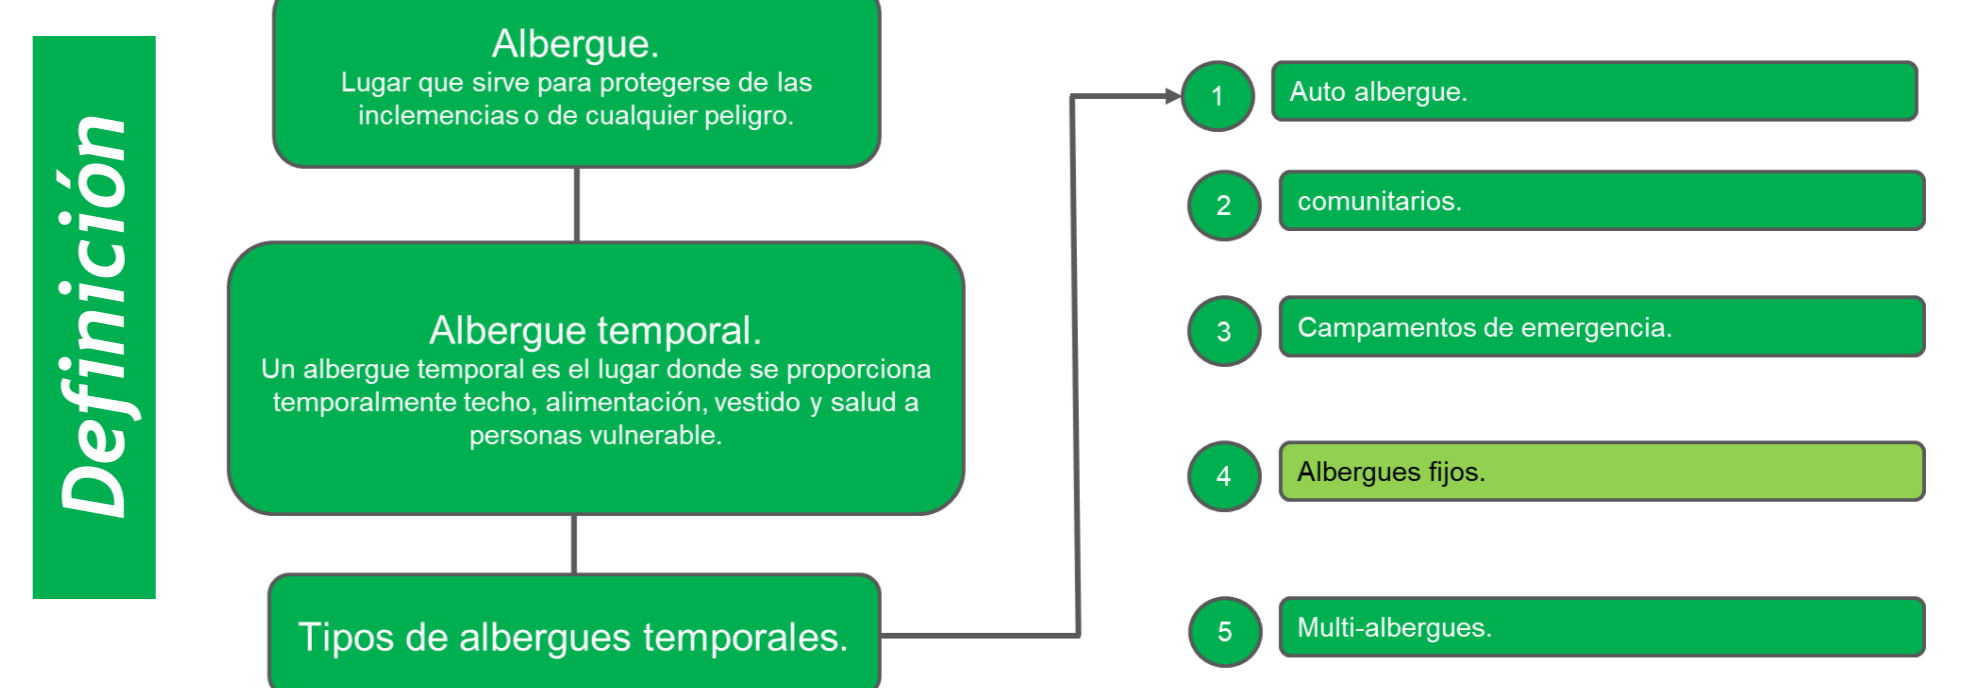 Definición
Albergue.
Lugar que sirve para protegerse de las
inclemencias o de cualquier peligro.
Albergue temporal.
Un albergue temporal es el lugar donde se proporciona
temporalmente techo, alimentación, vestido y salud a
personas vulnerable.
Tipos de albergues temporales.
1 Auto albergue.
2 comunitarios.
3 Campamentos de emergencia.
4 Albergues fijos.
5 Multi-albergues.